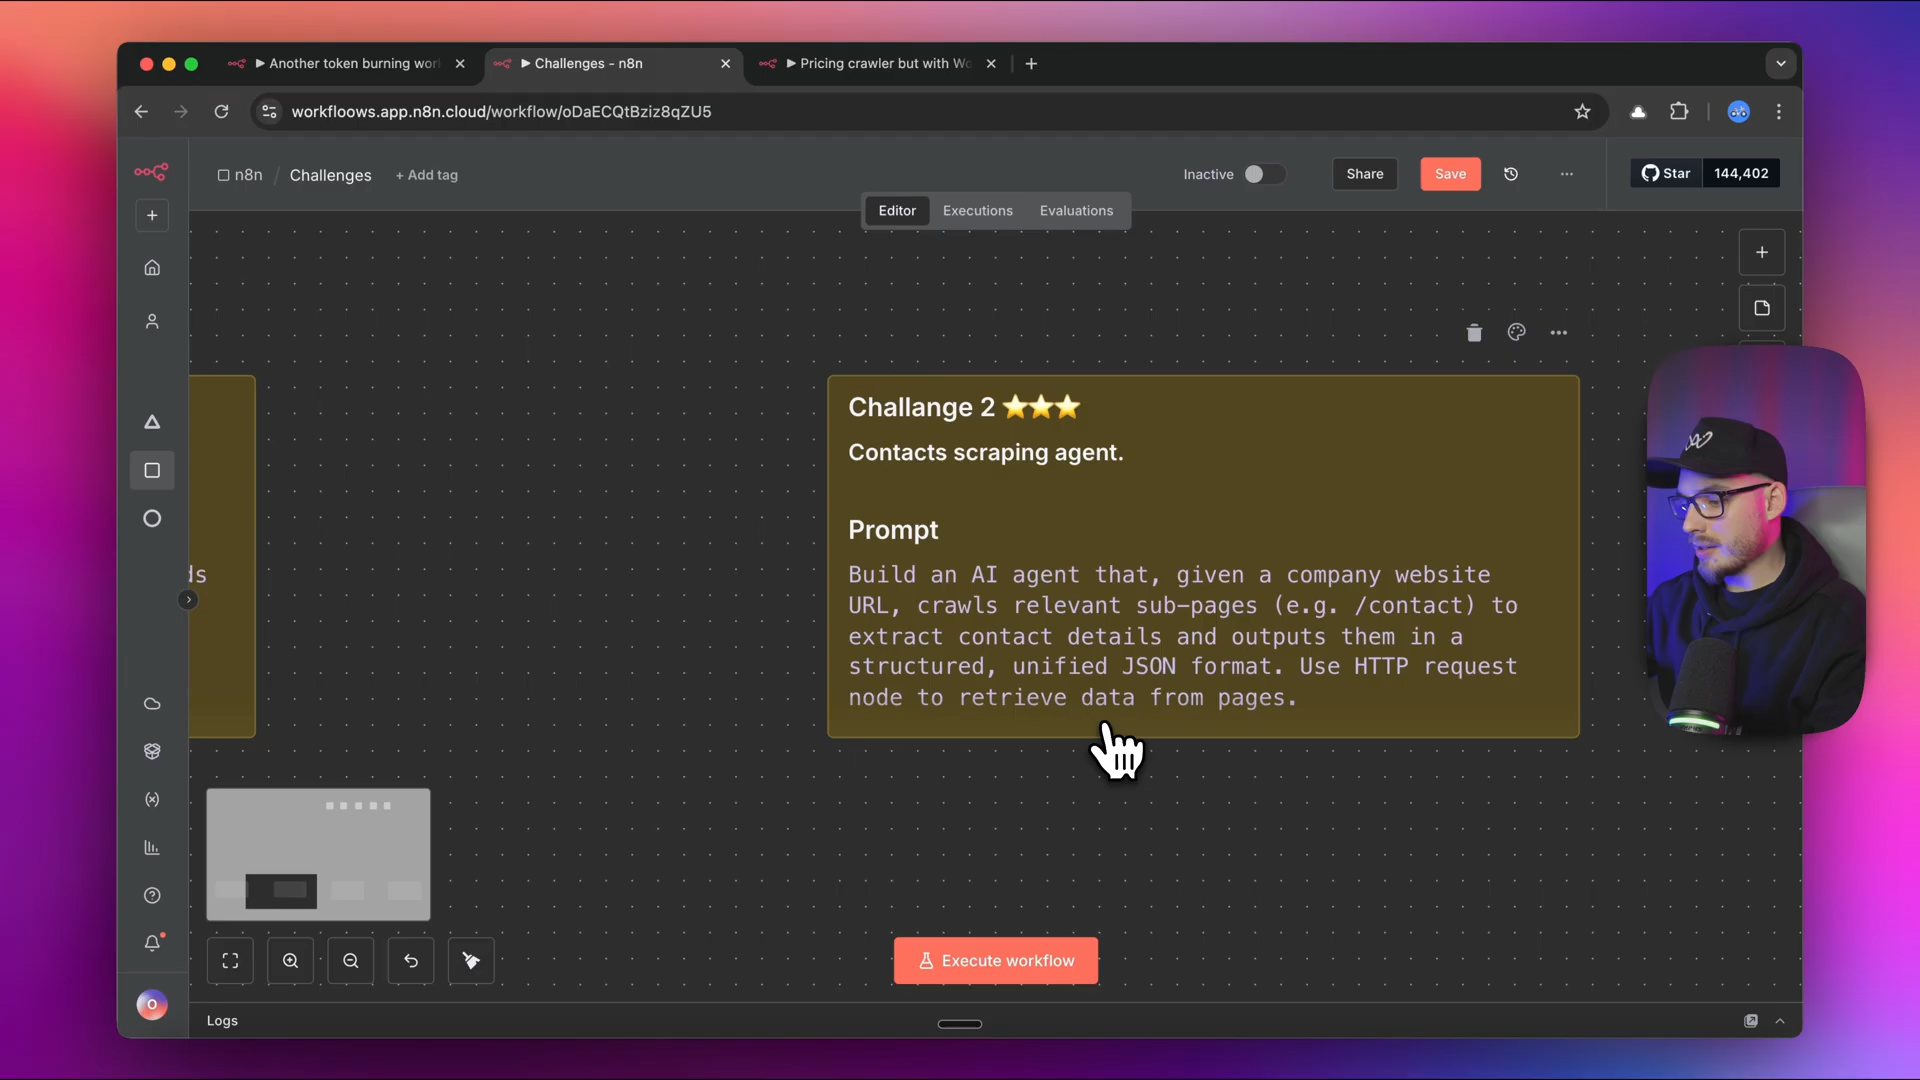 Another token burning wor
Challenges - n8n
Pricing crawler but with Wo
workfloows.app.n8n.cloud/workflow/oDaECQtBziz8qZU5
n8n / Challenges + Add tag
Inactive
Share
Save
Star 144,402
Editor Executions Evaluations
ds
Challange 2 ⭐⭐⭐
Contacts scraping agent.
Prompt
Build an AI agent that, given a company website
URL, crawls relevant sub-pages (e.g. /contact) to
extract contact details and outputs them in a
structured, unified JSON format. Use HTTP request
node to retrieve data from pages.
Execute workflow
O
Logs